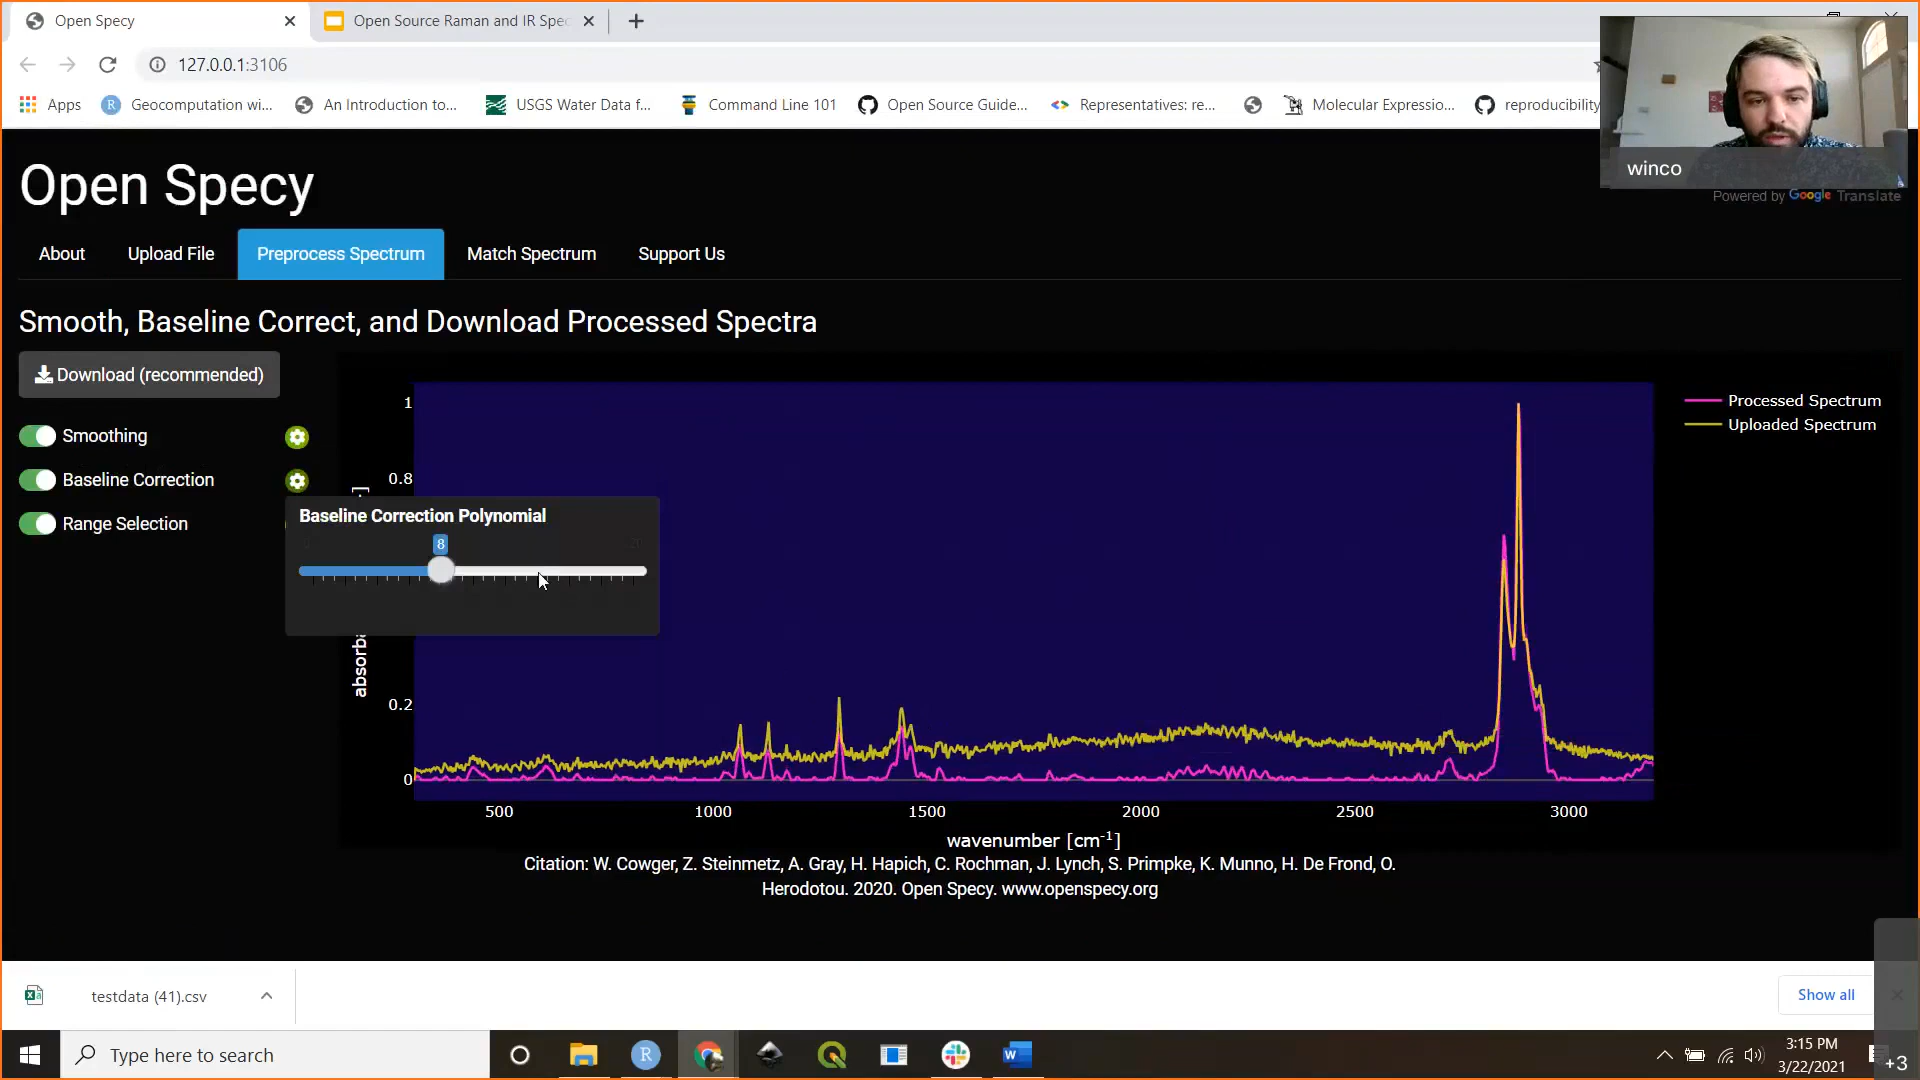 Open Specy
Open Source Raman and IR Spec
127.0.0.1:3106
Apps
Geocomputation wi...
An Introduction to...
USGS Water Data f...
Command Line 101
Open Source Guide...
Representatives: re...
Molecular Expressio...
reproducibility
winco
Powered by Google Translate
Open Specy
About
Upload File
Preprocess Spectrum
Match Spectrum
Support Us
Smooth, Baseline Correct, and Download Processed Spectra
Download (recommended)
Smoothing
Baseline Correction
Range Selection
Baseline Correction Polynomial
8
1
0.8
0.2
0
absorba
500 1000 1500 2000 2500 3000
wavenumber [cm-1]
Processed Spectrum
Uploaded Spectrum
Citation: W. Cowger, Z. Steinmetz, A. Gray, H. Hapich, C. Rochman, J. Lynch, S. Primpke, K. Munno, H. De Frond, O.
Herodotou. 2020. Open Specy. www.openspecy.org
testdata (41).csv
Show all
Type here to search
3:15 PM
3/22/2021
+3